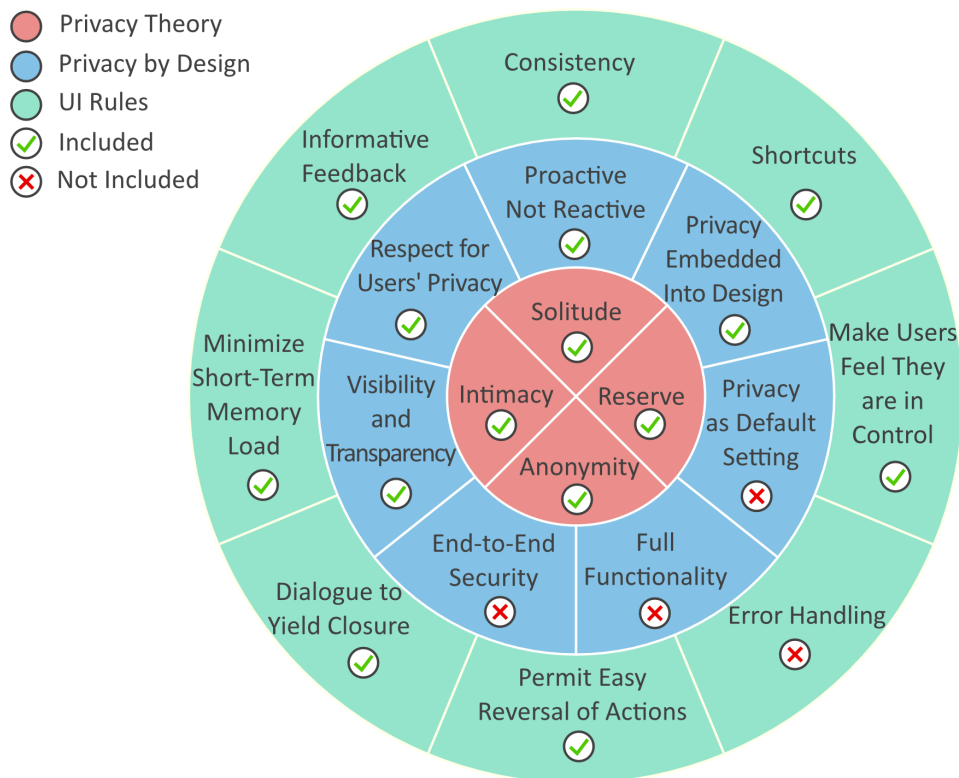 Privacy Theory
Privacy by Design
UI Rules
Included
Not Included
Consistency
Shortcuts
Make Users
Feel They
are in
Control
Error Handling
Permit Easy
Reversal of Actions
Dialogue to
Yield Closure
Minimize
Short-Term
Memory
Load
Informative
Feedback
Proactive
Not Reactive
Privacy
Embedded
Into Design
Privacy
as Default
Setting
Full
Functionality
End-to-End
Security
Visibility
and
Transparency
Respect for
Users' Privacy
Solitude
Reserve
Anonymity
Intimacy